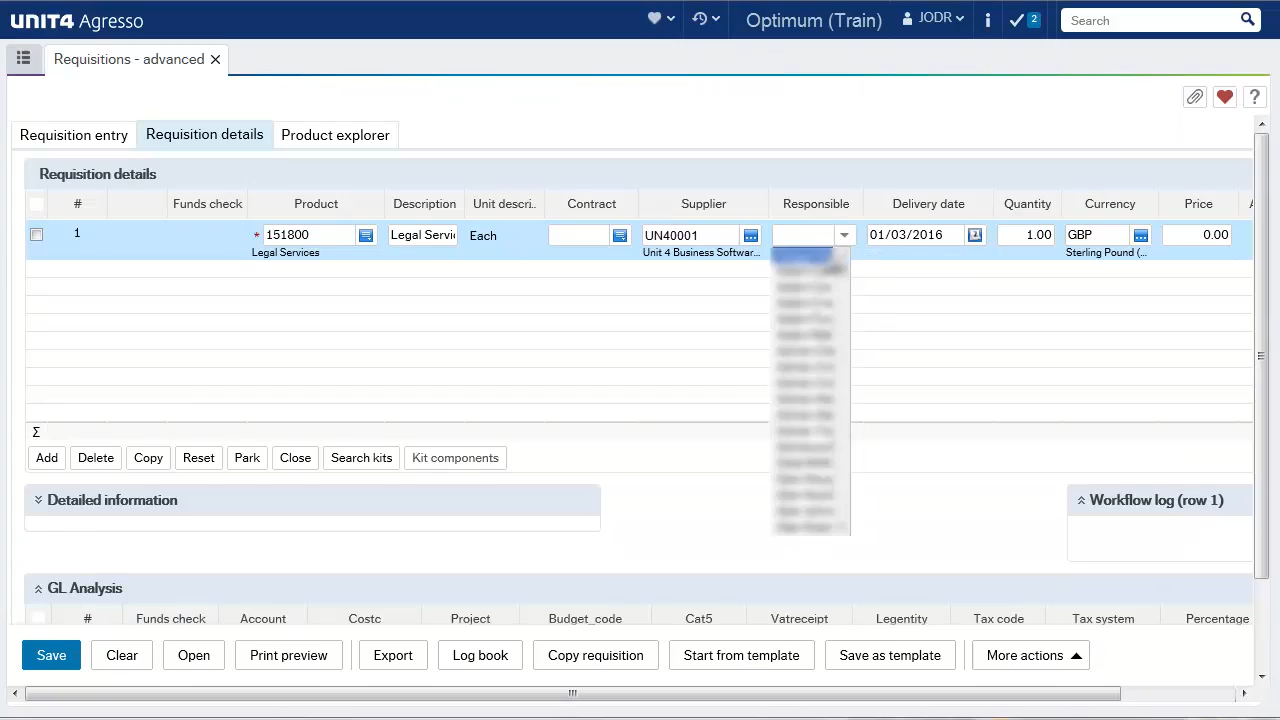 UNIT4 Agresso
Optimum (Train)
JODR
2
Search
Requisitions - advanced
Requisition entry
Requisition details
Product explorer
Requisition details
# Funds check Product Description Unit descri.. Contract Supplier Responsible Delivery date Quantity Currency Price
1 * 151800 Legal Servi Each UN40001 01/03/2016 1.00 GBP 0.00
Legal Services Unit 4 Business Softwar... Sterling Pound (...
Σ
Add Delete Copy Reset Park Close Search kits Kit components
Detailed information
Workflow log (row 1)
GL Analysis
# Funds check Account Costc Project Budget_code Cat5 Vatreceipt Legentity Tax code Tax system Percentage
Save Clear Open Print preview Export Log book Copy requisition Start from template Save as template More actions